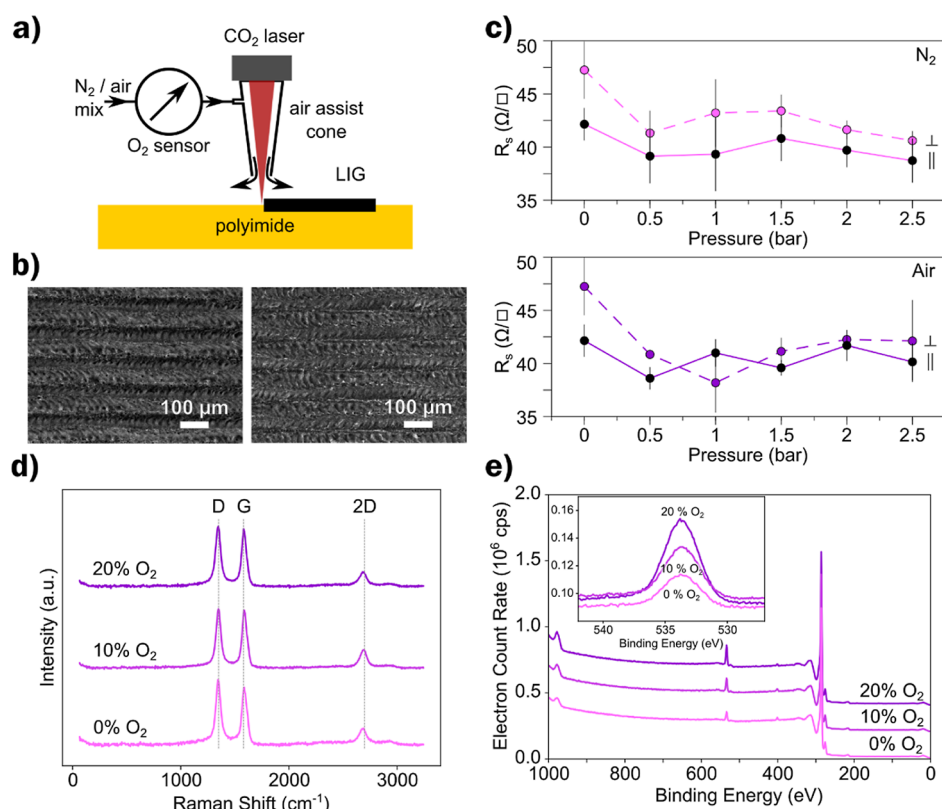 a)
CO₂ laser
N₂ / air
mix
O₂ sensor
air assist
cone
LIG
polyimide
b)
100 µm
100 µm
c)
N₂
50
45
40
35
Rₛ (Ω/□)
⊥
||
0 0.5 1 1.5 2 2.5
Pressure (bar)
Air
50
45
40
35
Rₛ (Ω/□)
⊥
||
0 0.5 1 1.5 2 2.5
Pressure (bar)
d)
D G 2D
20% O₂
10% O₂
0% O₂
Intensity (a.u.)
0 1000 2000 3000
Raman Shift (cm⁻¹)
e)
2.0
1.5
1.0
0.5
0.0
Electron Count Rate (10⁶ cps)
0.16
0.14
0.12
0.10
20 % O₂
10 % O₂
0 % O₂
540 535 530
Binding Energy (eV)
20% O₂
10% O₂
0% O₂
1000 800 600 400 200 0
Binding Energy (eV)